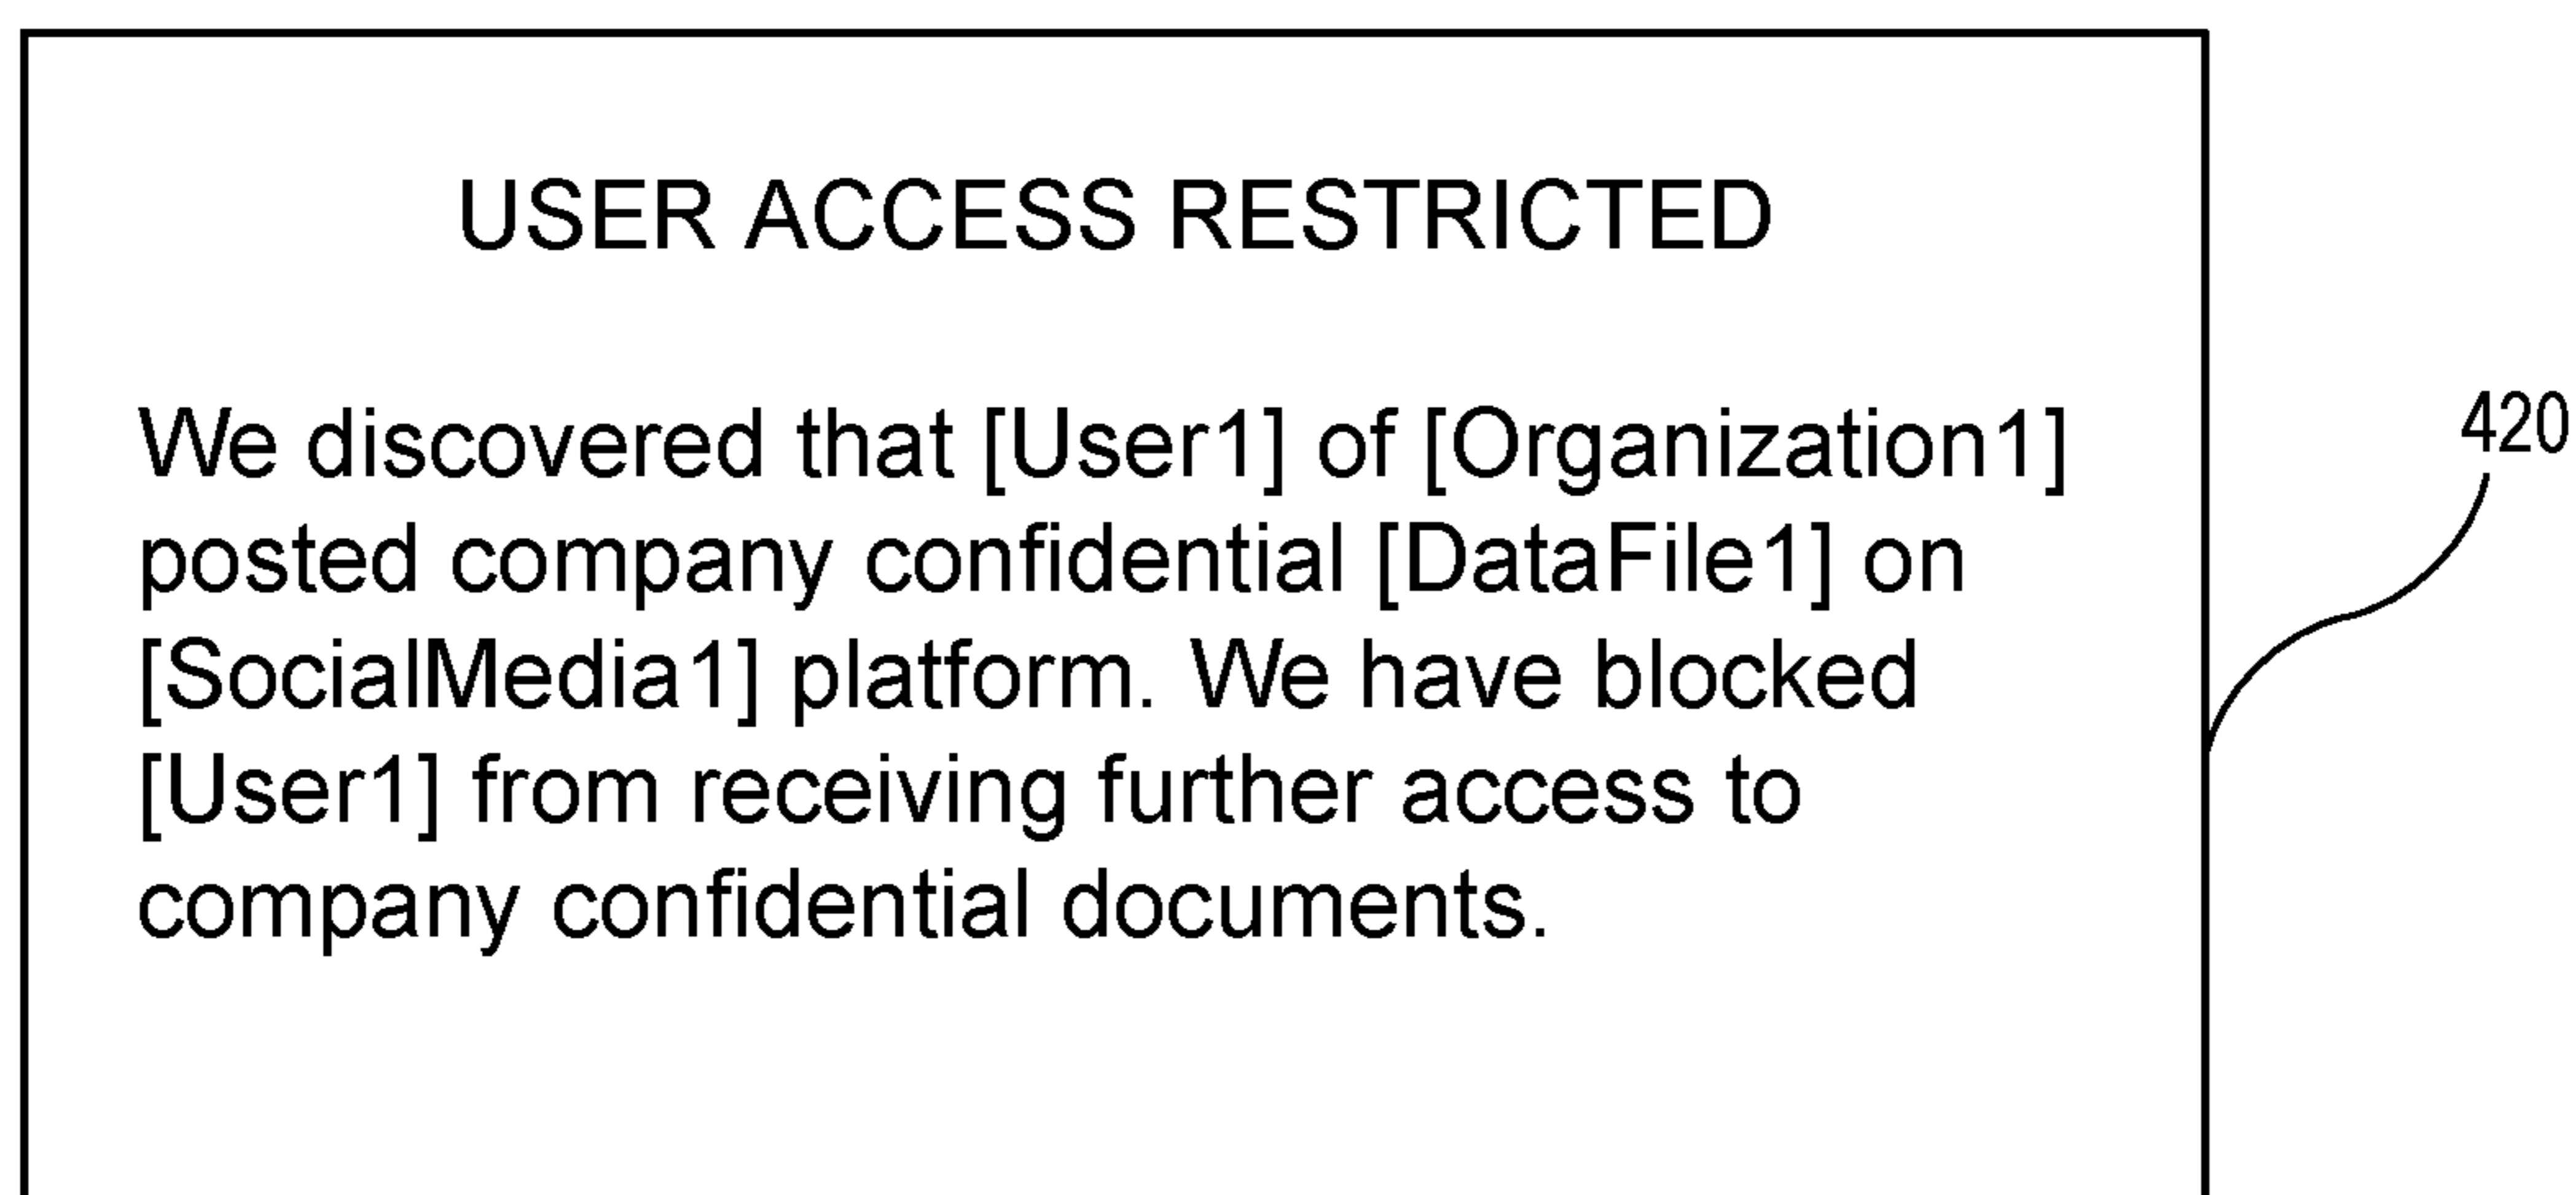 USER ACCESS RESTRICTED
We discovered that [User1] of [Organization1]
posted company confidential [DataFile1] on
[SocialMedia1] platform. We have blocked
[User1] from receiving further access to
company confidential documents.
420